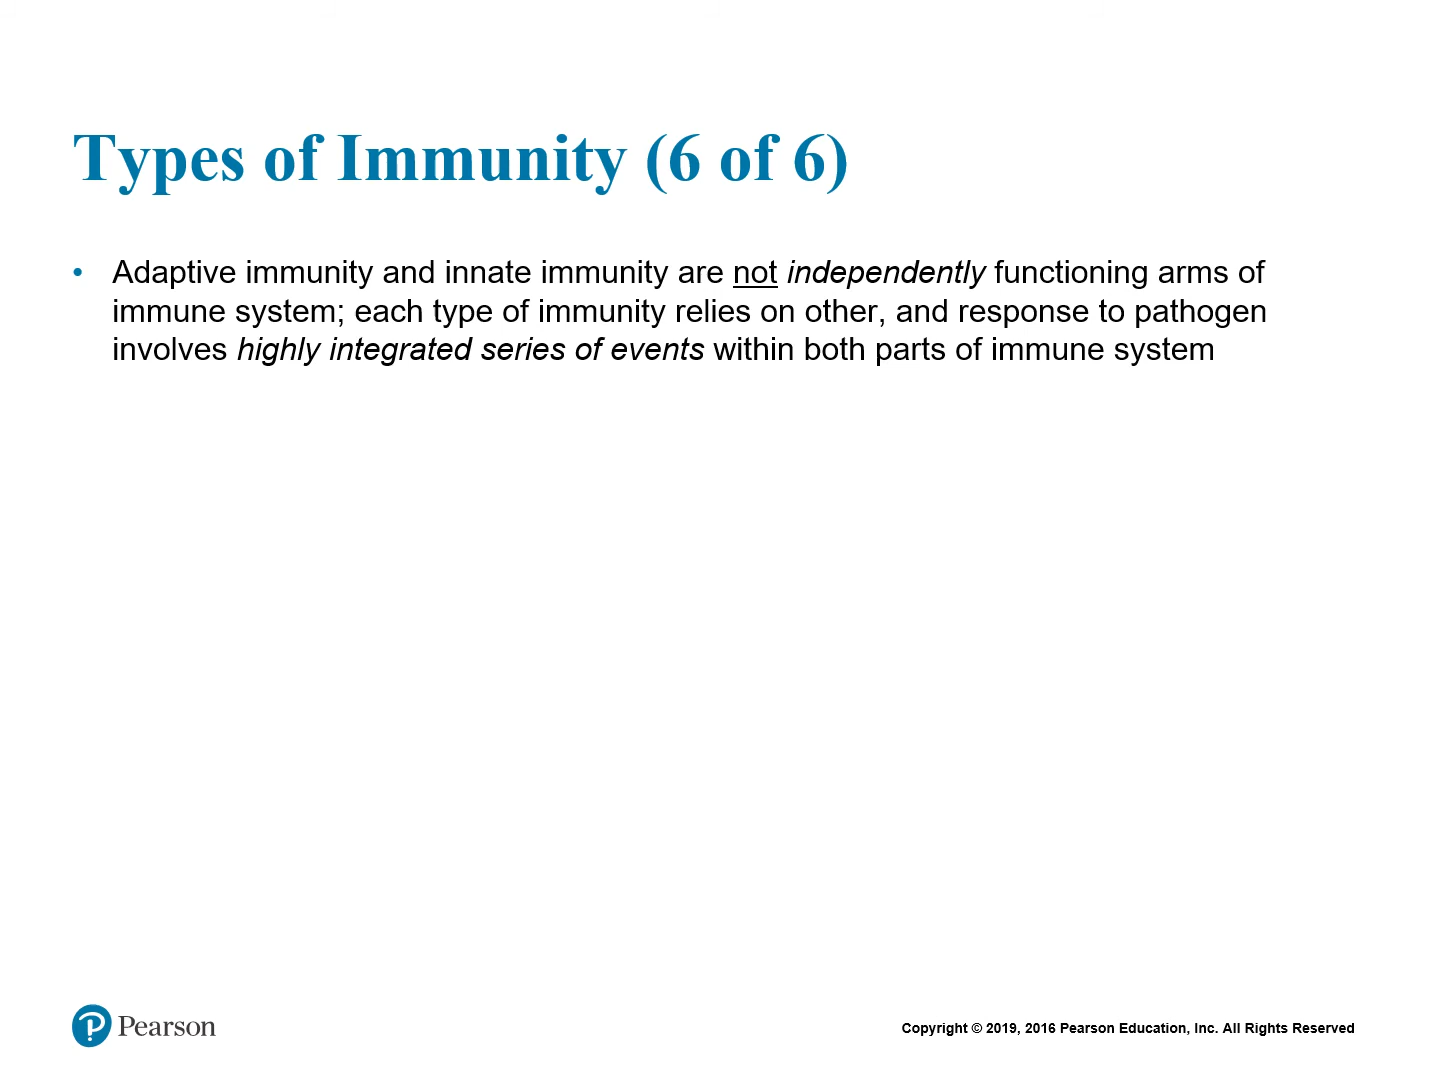 Types of Immunity (6 of 6)
• Adaptive immunity and innate immunity are not independently functioning arms of
immune system; each type of immunity relies on other, and response to pathogen
involves highly integrated series of events within both parts of immune system
Pearson
Copyright © 2019, 2016 Pearson Education, Inc. All Rights Reserved